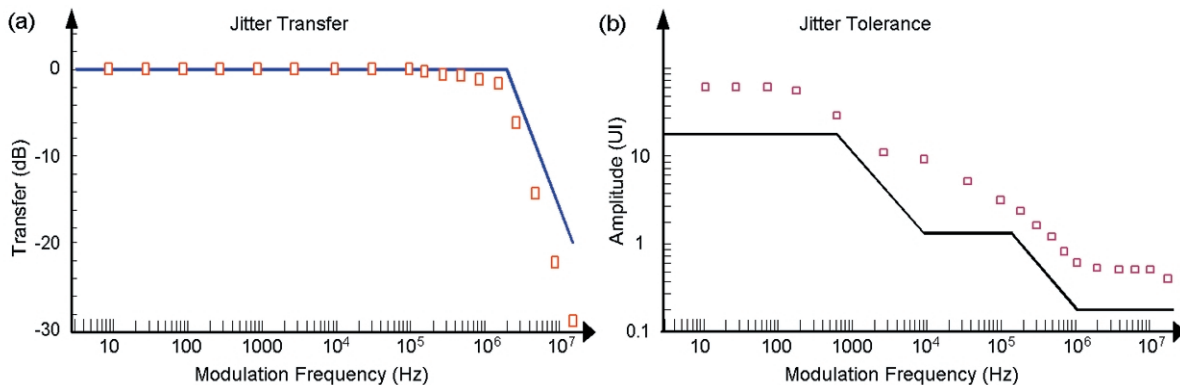 (a)
Jitter Transfer
Transfer (dB)
0
-10
-20
-30
10
100
1000
10⁴
10⁵
10⁶
10⁷
Modulation Frequency (Hz)
(b)
Jitter Tolerance
Amplitude (UI)
10
1
0.1
10
100
1000
10⁴
10⁵
10⁶
10⁷
Modulation Frequency (Hz)